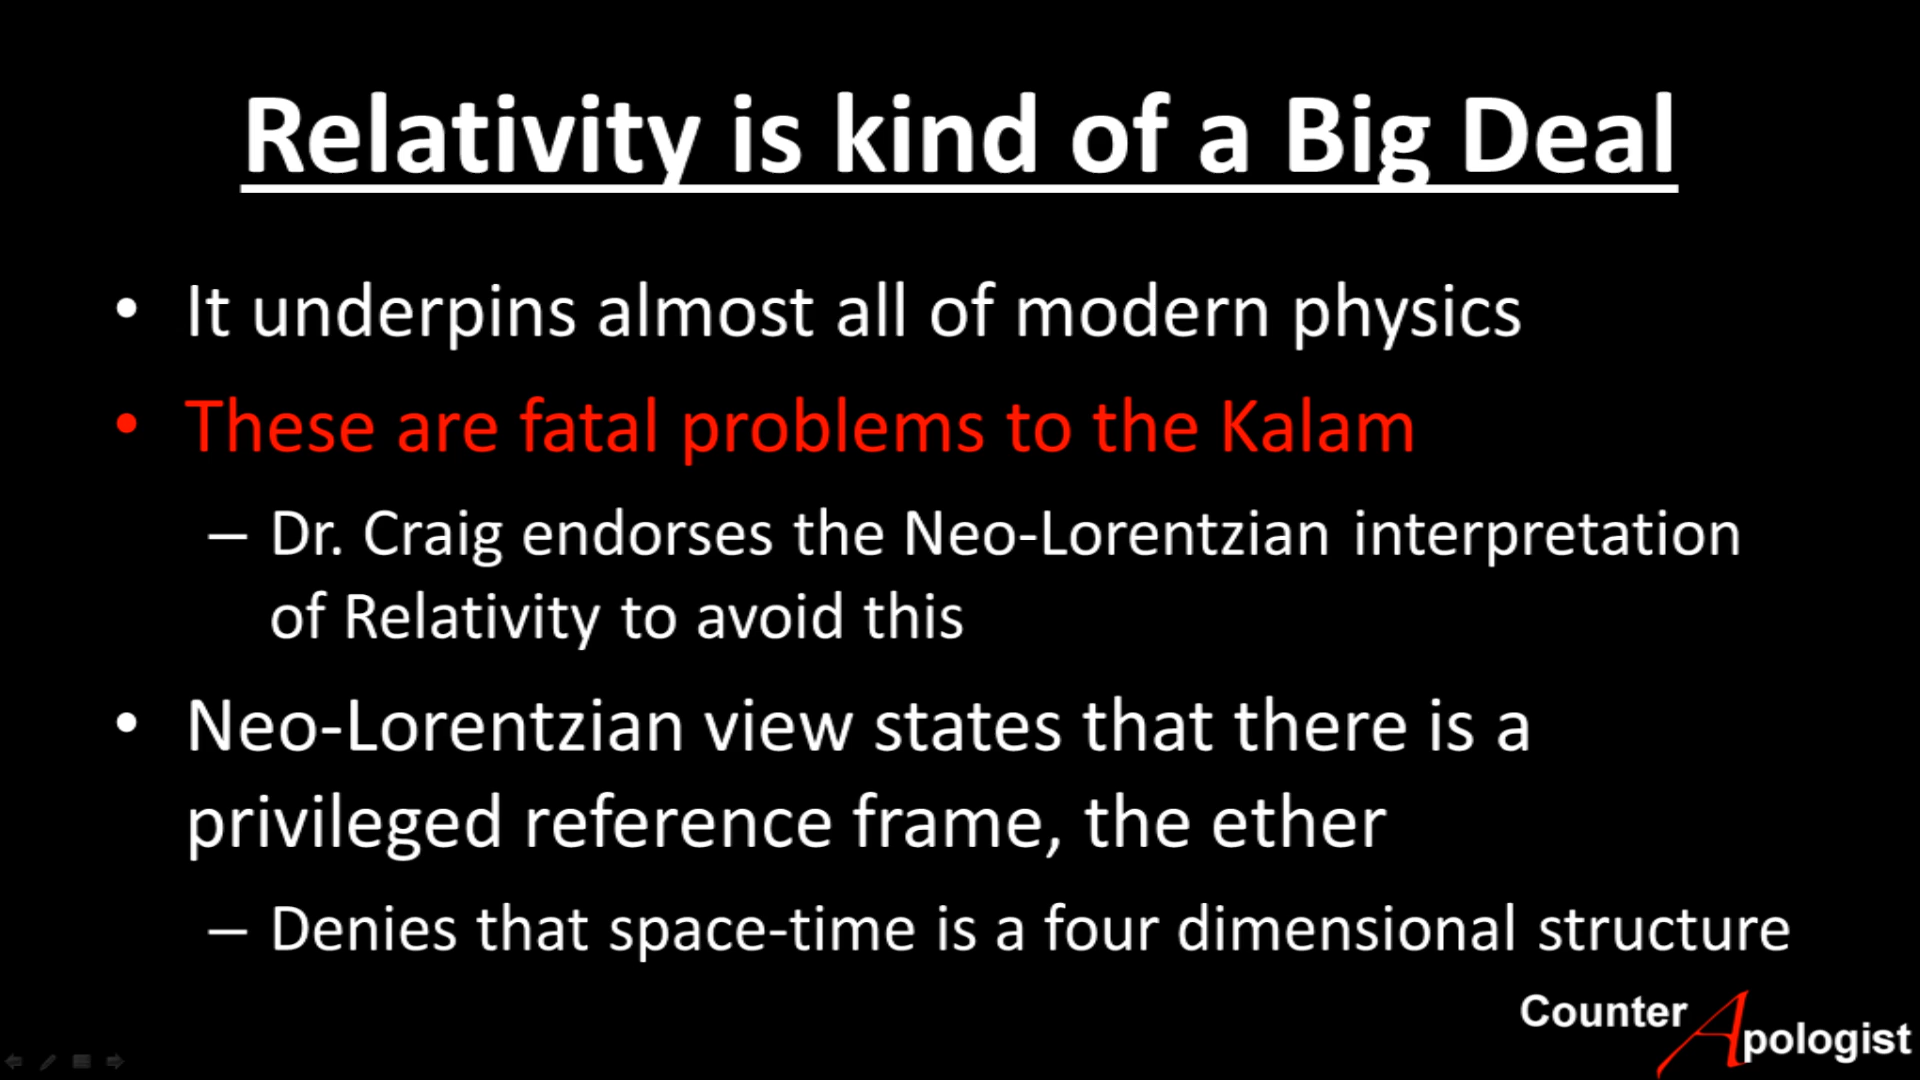 Relativity is kind of a Big Deal
• It underpins almost all of modern physics
• These are fatal problems to the Kalam
– Dr. Craig endorses the Neo-Lorentzian interpretation
of Relativity to avoid this
• Neo-Lorentzian view states that there is a
privileged reference frame, the ether
– Denies that space-time is a four dimensional structure
Counter
Apologist